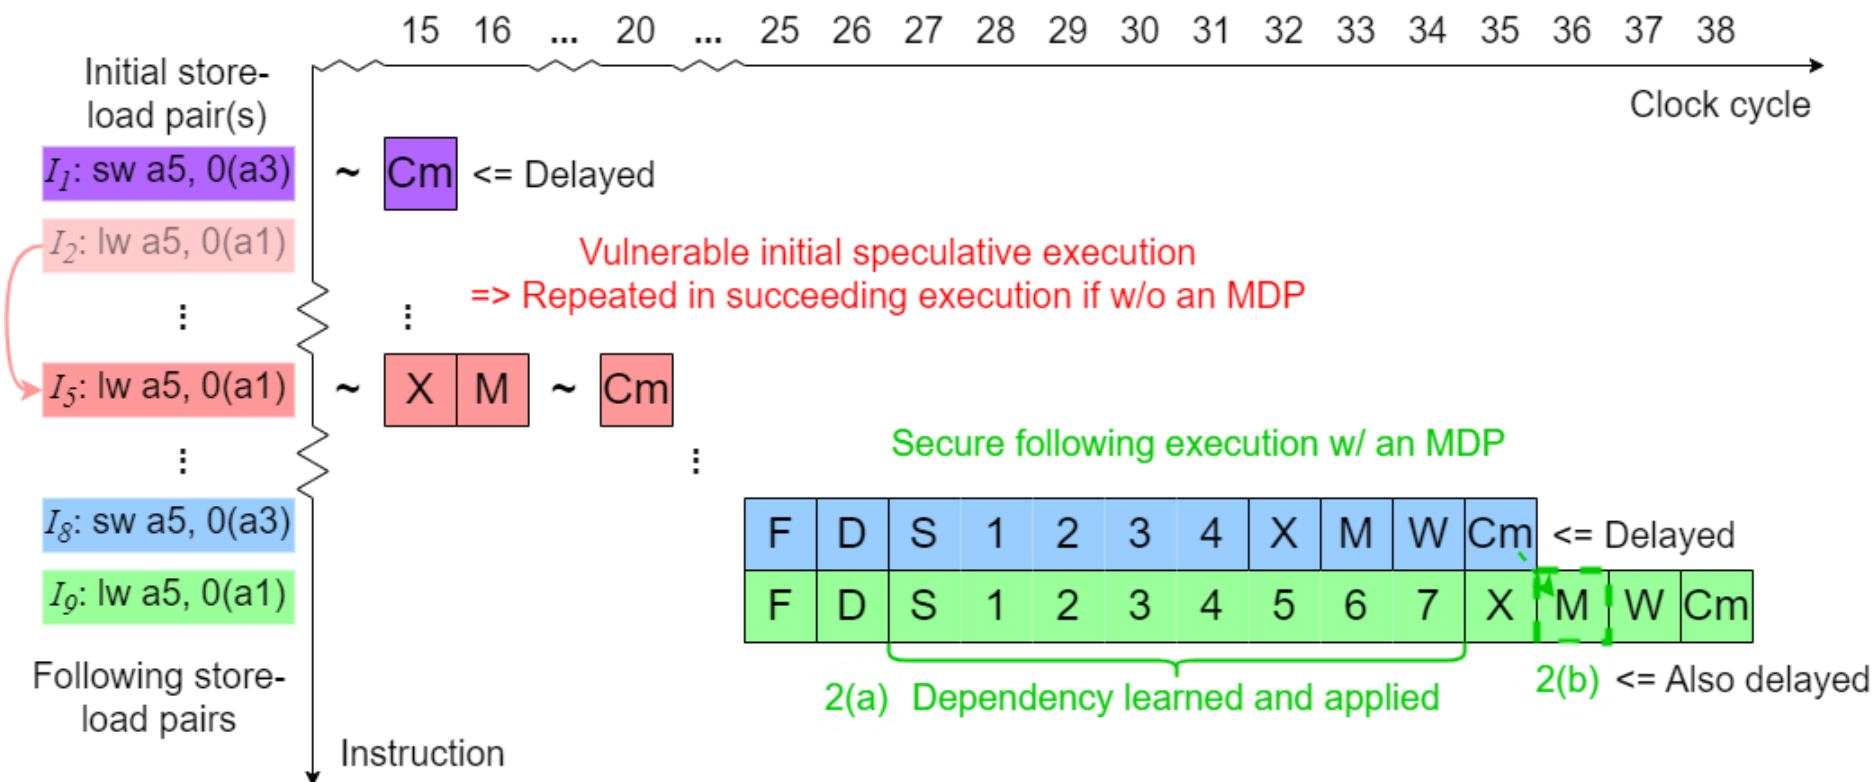 15 16 ... 20 ... 25 26 27 28 29 30 31 32 33 34 35 36 37 38
Clock cycle
Initial store-
load pair(s)
I1: sw a5, 0(a3) ~ Cm <= Delayed
I2: lw a5, 0(a1)
Vulnerable initial speculative execution
=> Repeated in succeeding execution if w/o an MDP
⋮ ⋮
I5: lw a5, 0(a1) ~ X M ~ Cm
Secure following execution w/ an MDP
⋮ ⋮
I8: sw a5, 0(a3) F D S 1 2 3 4 X M W Cm <= Delayed
I9: lw a5, 0(a1) F D S 1 2 3 4 5 6 7 X M W Cm
2(a) Dependency learned and applied
2(b) <= Also delayed
Following store-
load pairs
Instruction